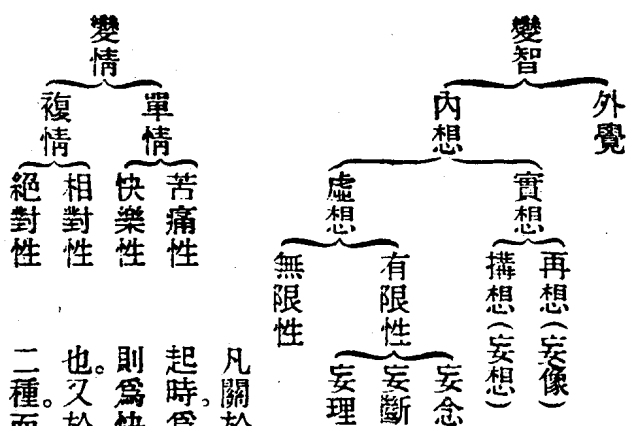 變智
外覺
內想
實想
虛想
再想(妄像)
搆想(妄想)
有限性
無限性
妄念
妄斷
妄理
變情
單情
複情
苦痛性
快樂性
相對性
絕對性
凡關於
起時。爲
則爲快
也。又於
二種。而